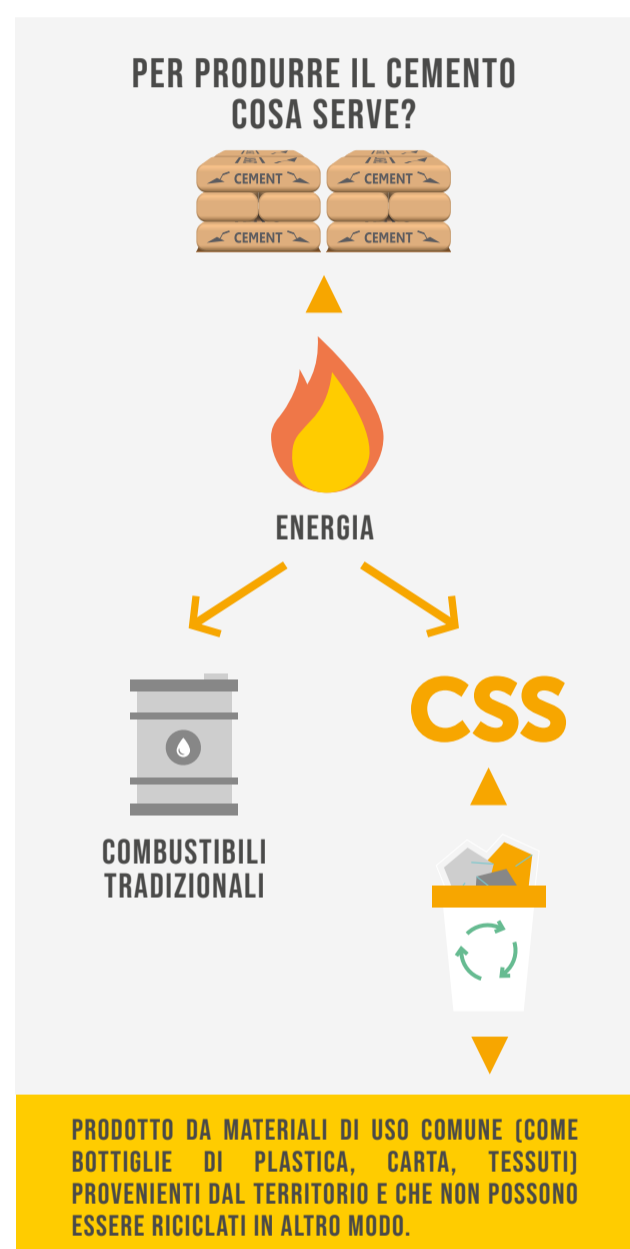 PER PRODURRE IL CEMENTO
COSA SERVE?
CEMENT CEMENT
CEMENT CEMENT
ENERGIA
CSS
COMBUSTIBILI
TRADIZIONALI
PRODOTTO DA MATERIALI DI USO COMUNE (COME
BOTTIGLIE DI PLASTICA, CARTA, TESSUTI)
PROVENIENTI DAL TERRITORIO E CHE NON POSSONO
ESSERE RICICLATI IN ALTRO MODO.